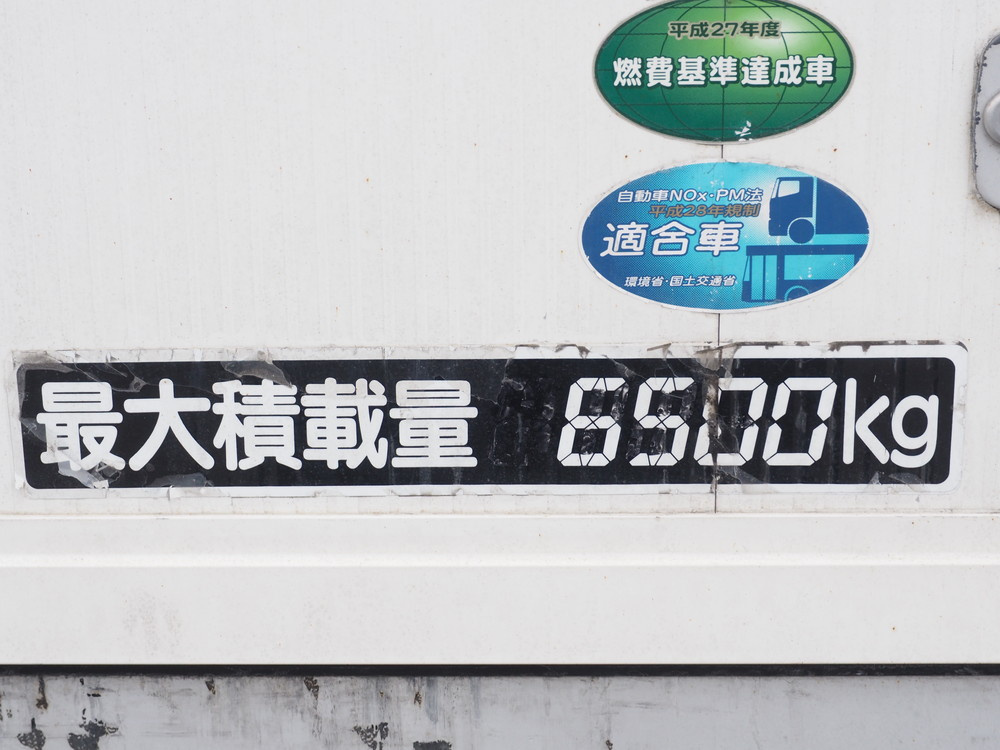 平成27年度
燃費基準達成車
自動車NOx・PM法
平成28年規制
適合車
環境省・国土交通省
最大積載量 6500kg